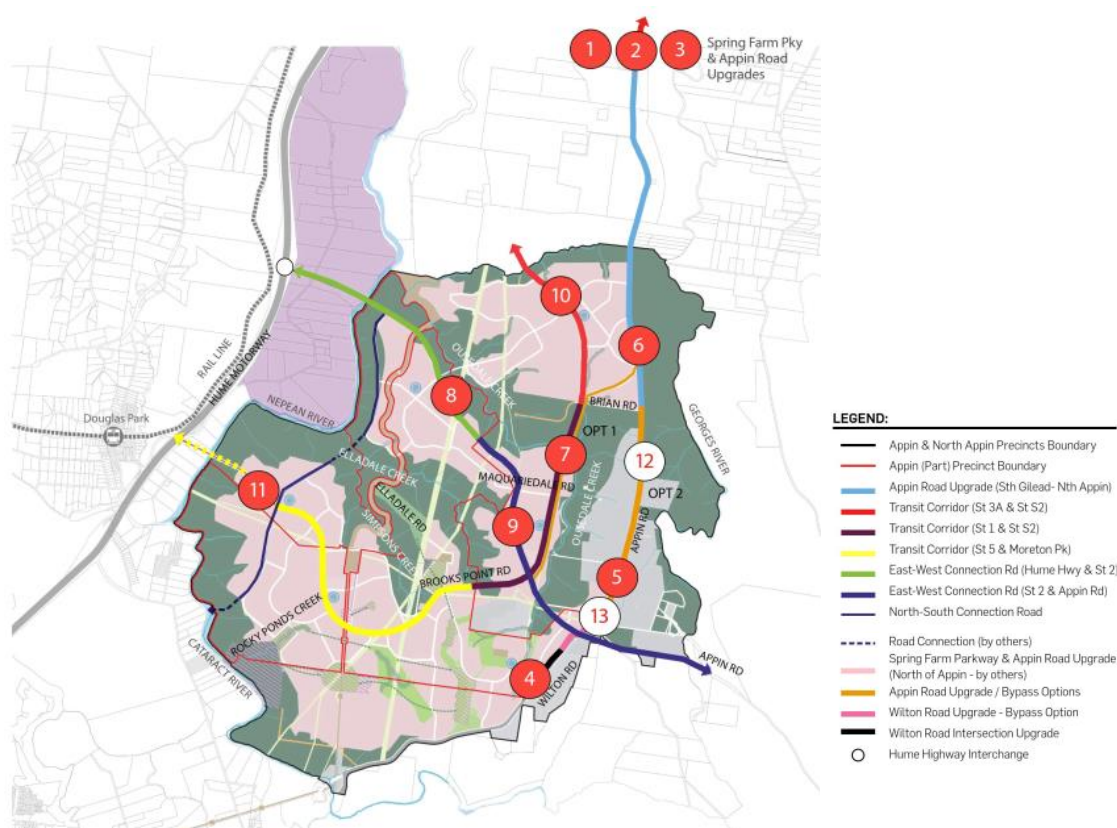 1
2
3
Spring Farm Pky
& Appin Road
Upgrades
10
6
RAIL LINE
HUME MOTORWAY
OUSEDALE CREEK
8
BRIAN RD
Douglas Park
NEPEAN RIVER
OPT 1
GEORGES RIVER
7
12
ELLADALE CREEK
MAQUARIEDALE RD
OPT 2
11
ELLADALE RD
OUSEDALE CREEK
9
APPIN RD
SIMPSONS CREEK
BROOKS POINT RD
5
13
ROCKY PONDS CREEK
CATARACT RIVER
4
WILTON RD
APPIN RD
LEGEND:
Appin & North Appin Precincts Boundary
Appin (Part) Precinct Boundary
Appin Road Upgrade (Sth Gilead- Nth Appin)
Transit Corridor (St 3A & St S2)
Transit Corridor (St 1 & St S2)
Transit Corridor (St 5 & Moreton Pk)
East-West Connection Rd (Hume Hwy & St 2)
East-West Connection Rd (St 2 & Appin Rd)
North-South Connection Road
Road Connection (by others)
Spring Farm Parkway & Appin Road Upgrade
(North of Appin - by others)
Appin Road Upgrade / Bypass Options
Wilton Road Upgrade - Bypass Option
Wilton Road Intersection Upgrade
Hume Highway Interchange